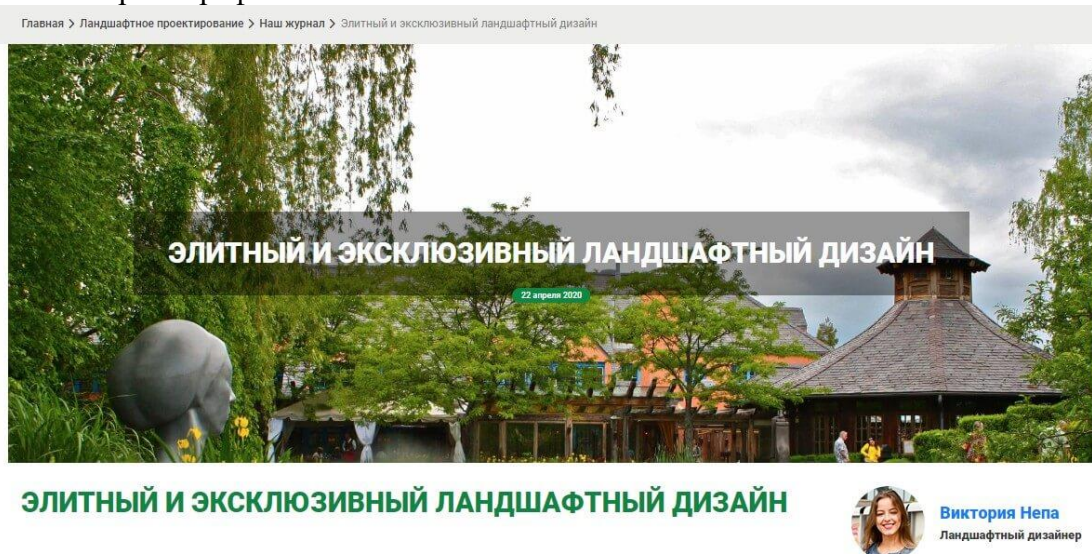 Главная > Ландшафтное проектирование > Наш журнал > Элитный и эксклюзивный ландшафтный дизайн
ЭЛИТНЫЙ И ЭКСКЛЮЗИВНЫЙ ЛАНДШАФТНЫЙ ДИЗАЙН
22 апреля 2020
ЭЛИТНЫЙ И ЭКСКЛЮЗИВНЫЙ ЛАНДШАФТНЫЙ ДИЗАЙН
Виктория Непа
Ландшафтный дизайнер